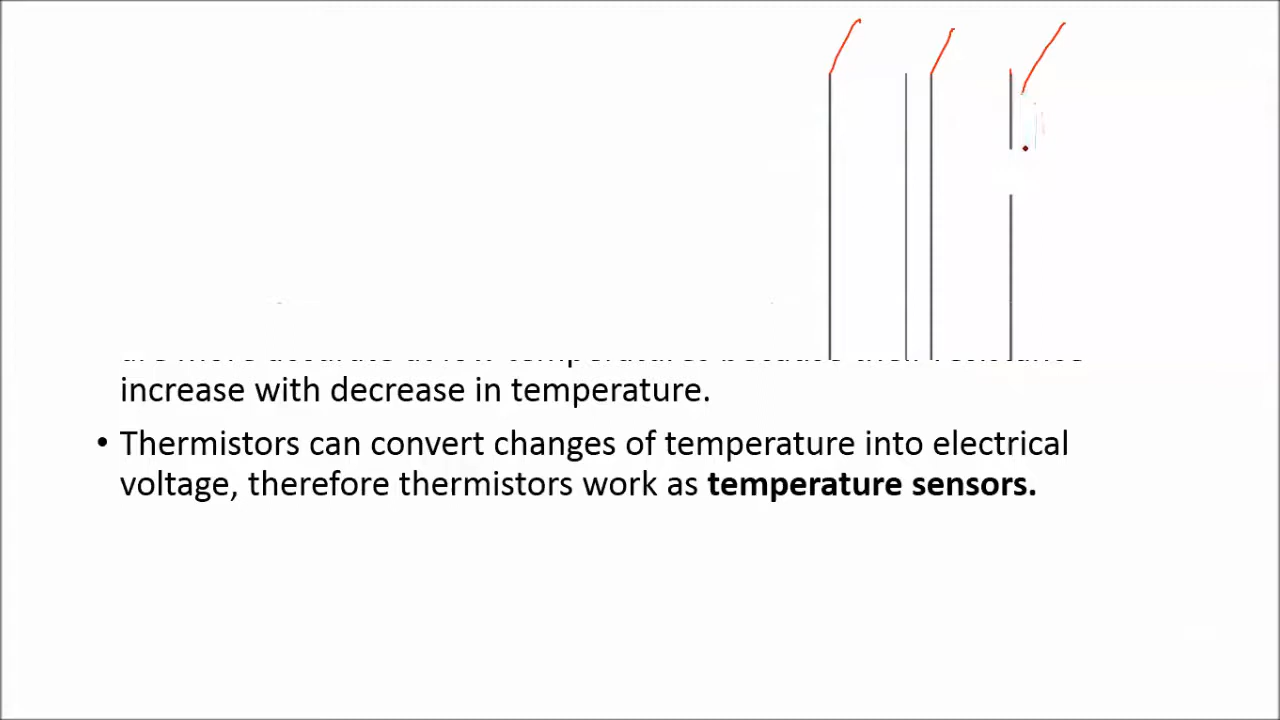 increase with decrease in temperature.
• Thermistors can convert changes of temperature into electrical
voltage, therefore thermistors work as temperature sensors.